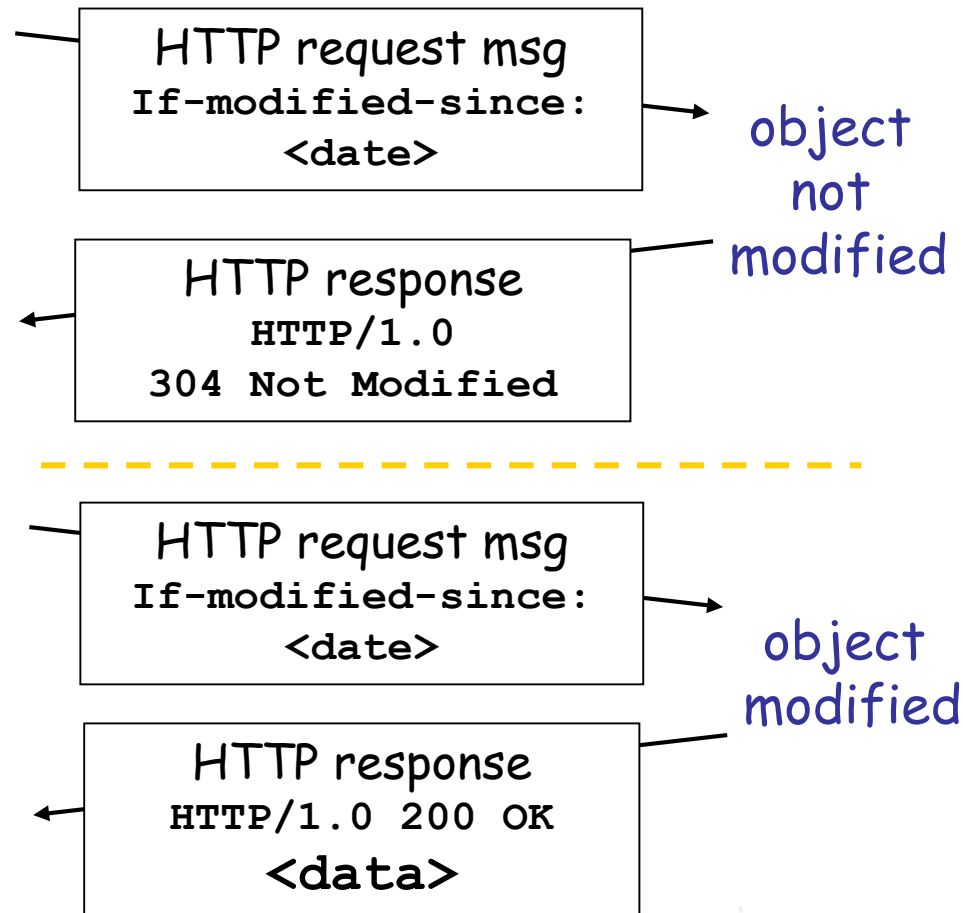 HTTP request msg
If-modified-since:
<date>
object
not
modified
HTTP response
HTTP/1.0
304 Not Modified
HTTP request msg
If-modified-since:
<date>
object
modified
HTTP response
HTTP/1.0 200 OK
<data>